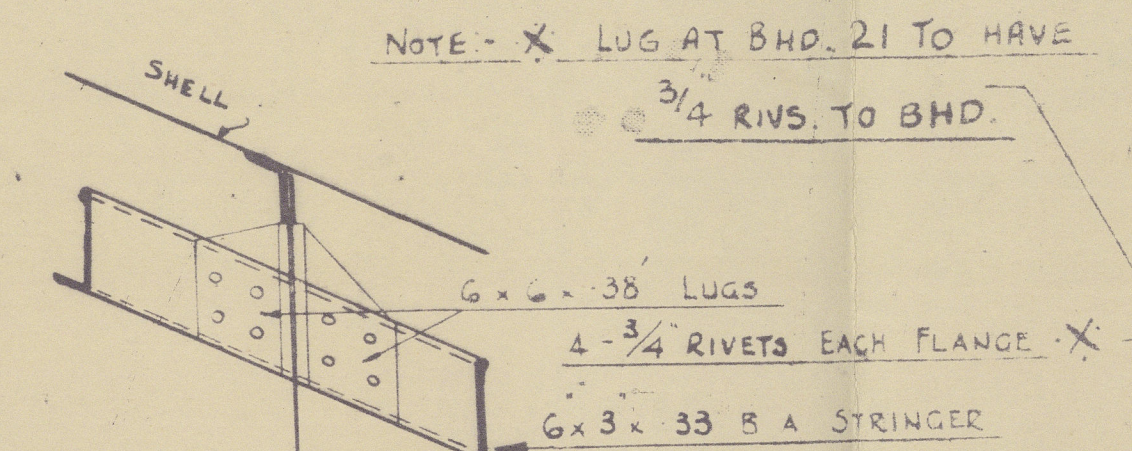 NOTE:- X LUG AT BHD. 21 TO HAVE
3/4" RIVS. TO BHD.
SHELL
6 x 6 x .38' LUGS
4 - 3/4" RIVETS EACH FLANGE . X
6" x 3" x .33 B A STRINGER